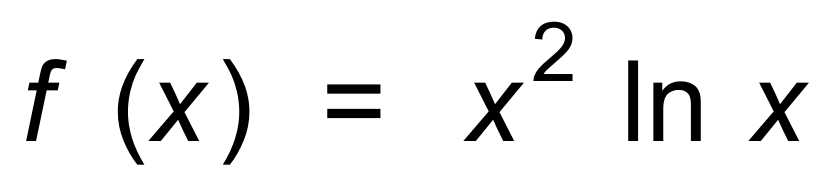 f (x) = x² ln x